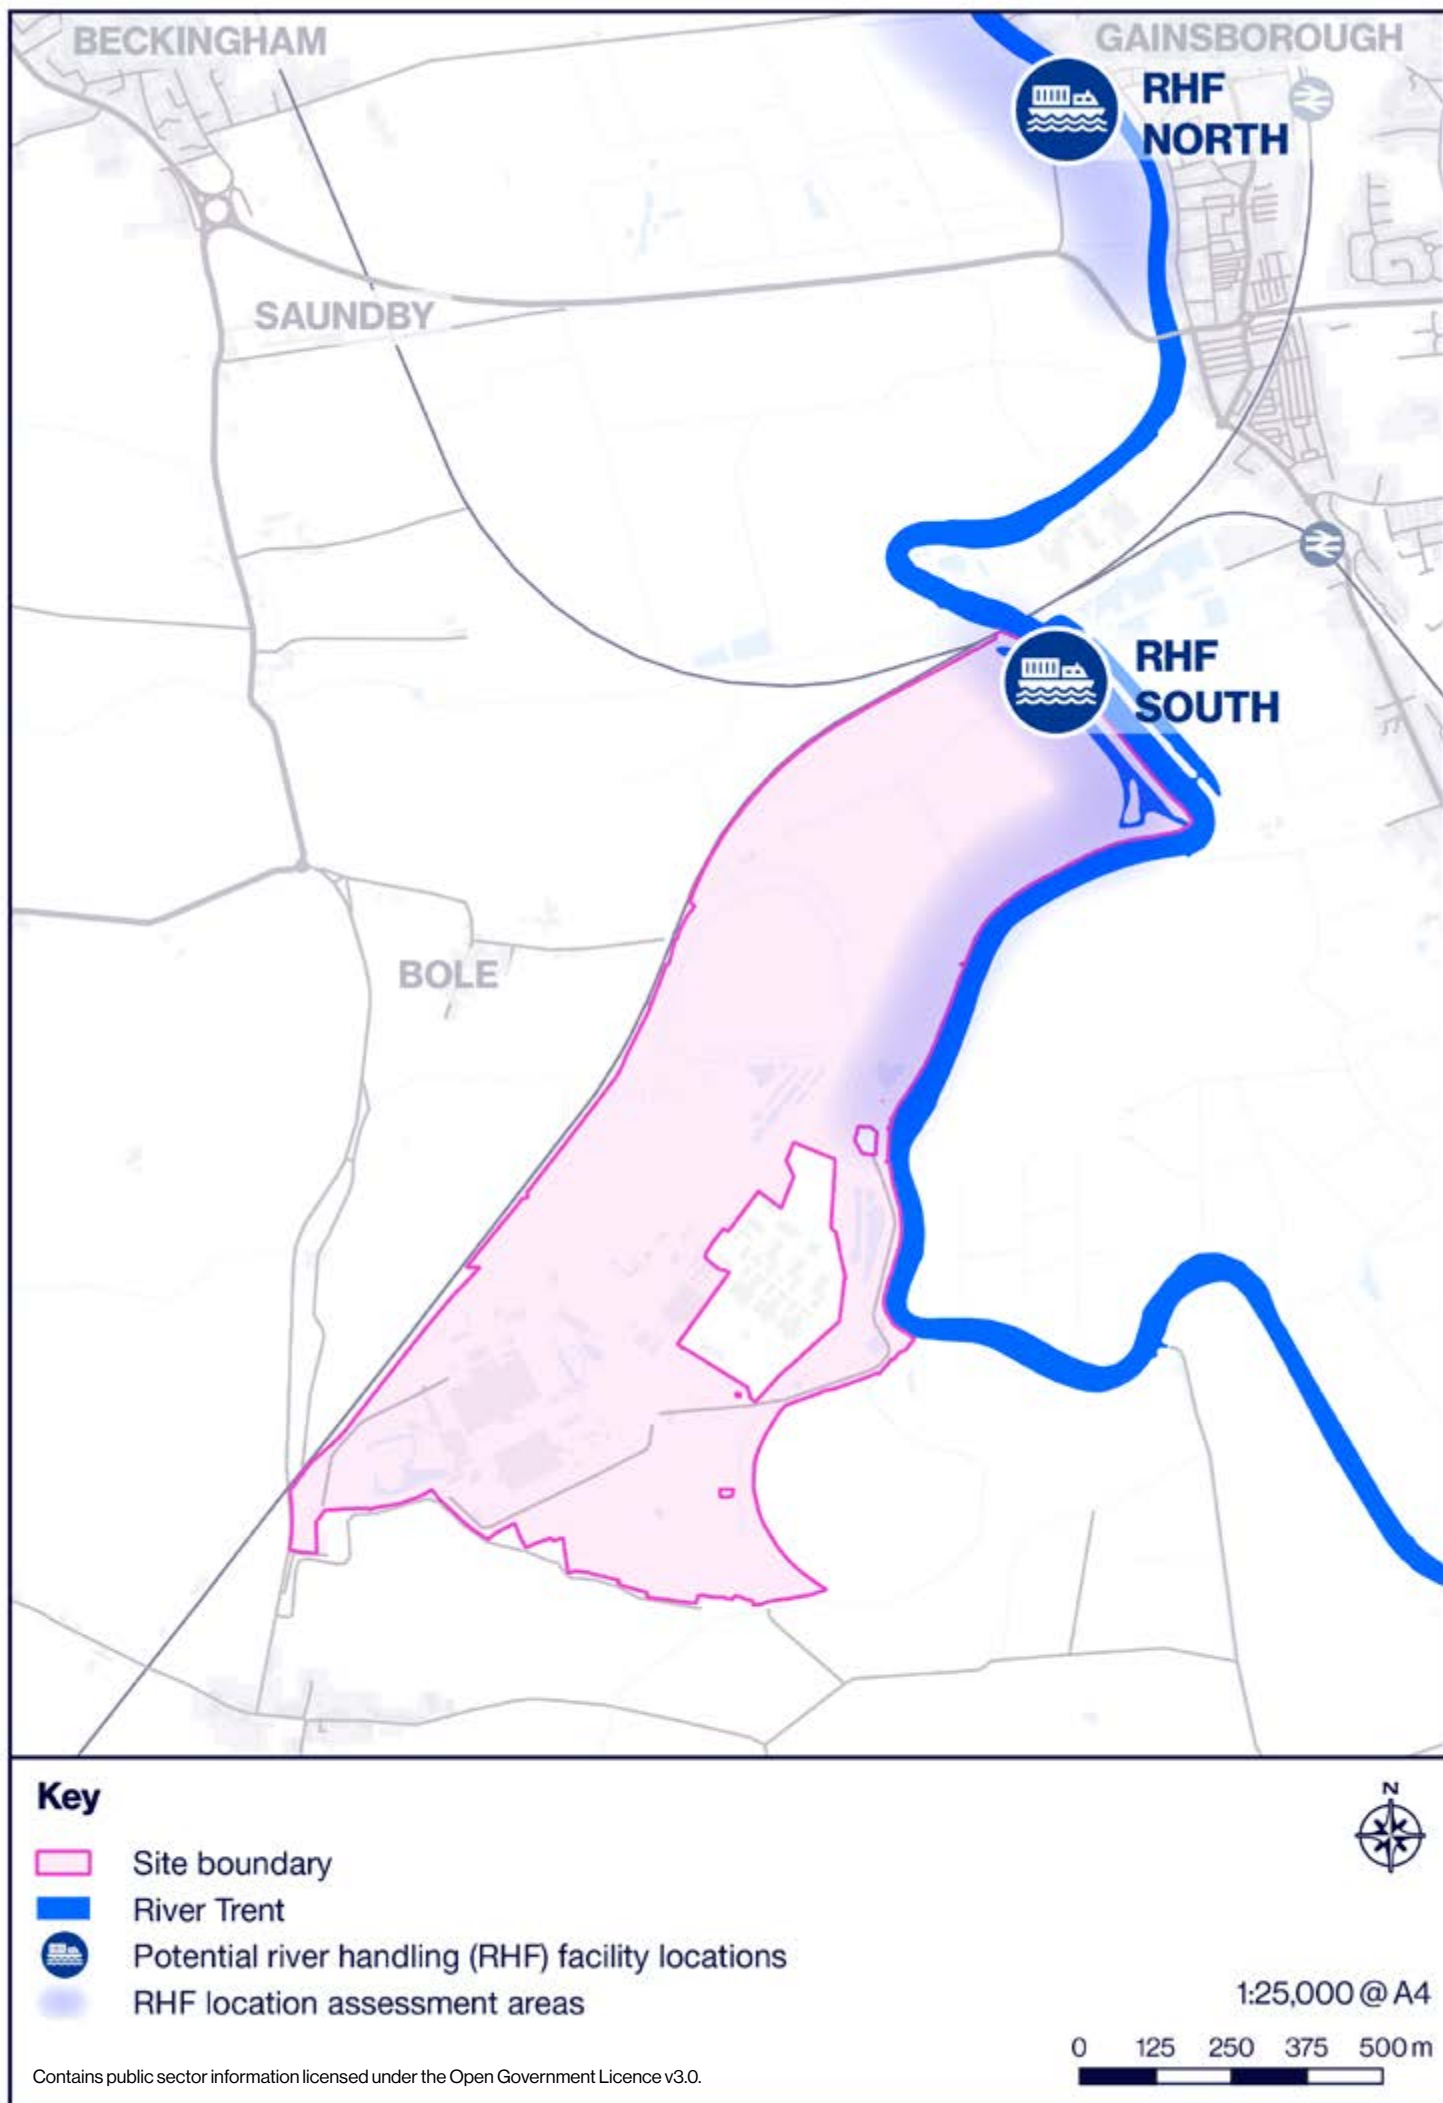 BECKINGHAM
GAINSBOROUGH
RHF
NORTH
SAUNDBY
RHF
SOUTH
BOLE
Key
N
Site boundary
River Trent
Potential river handling (RHF) facility locations
RHF location assessment areas
1:25,000 @ A4
0 125 250 375 500 m
Contains public sector information licensed under the Open Government Licence v3.0.